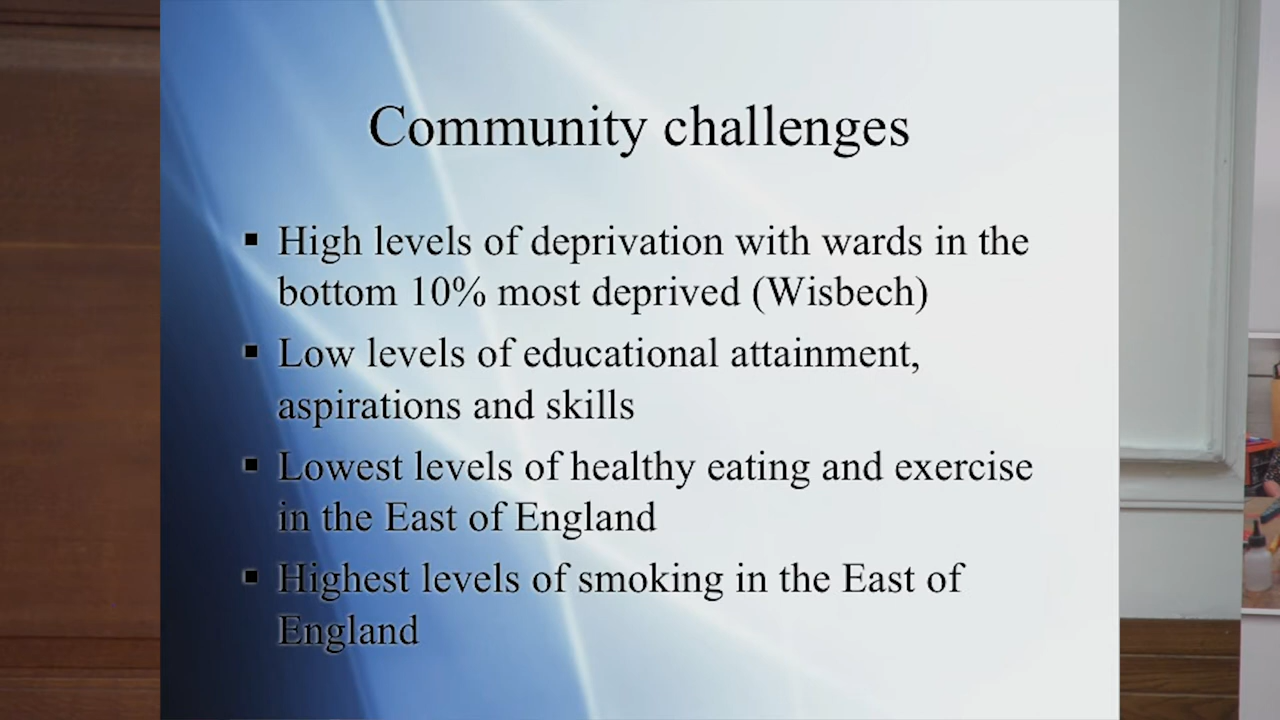 Community challenges
▪ High levels of deprivation with wards in the
bottom 10% most deprived (Wisbech)
▪ Low levels of educational attainment,
aspirations and skills
▪ Lowest levels of healthy eating and exercise
in the East of England
▪ Highest levels of smoking in the East of
England